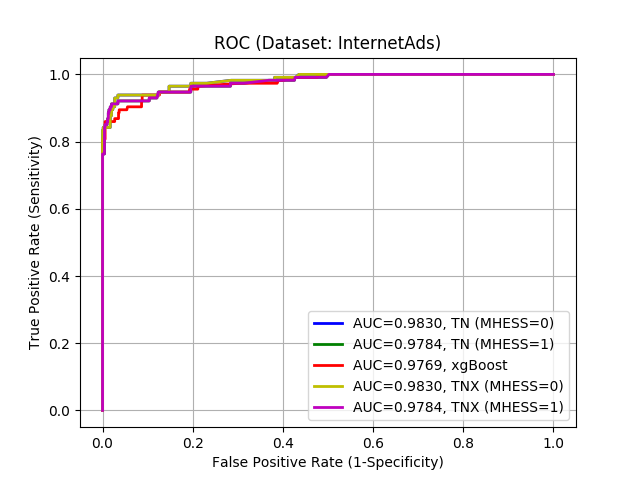 ROC (Dataset: InternetAds)
True Positive Rate (Sensitivity)
1.0
0.8
0.6
0.4
0.2
0.0
AUC=0.9830, TN (MHESS=0)
AUC=0.9784, TN (MHESS=1)
AUC=0.9769, xgBoost
AUC=0.9830, TNX (MHESS=0)
AUC=0.9784, TNX (MHESS=1)
0.0 0.2 0.4 0.6 0.8 1.0
False Positive Rate (1-Specificity)